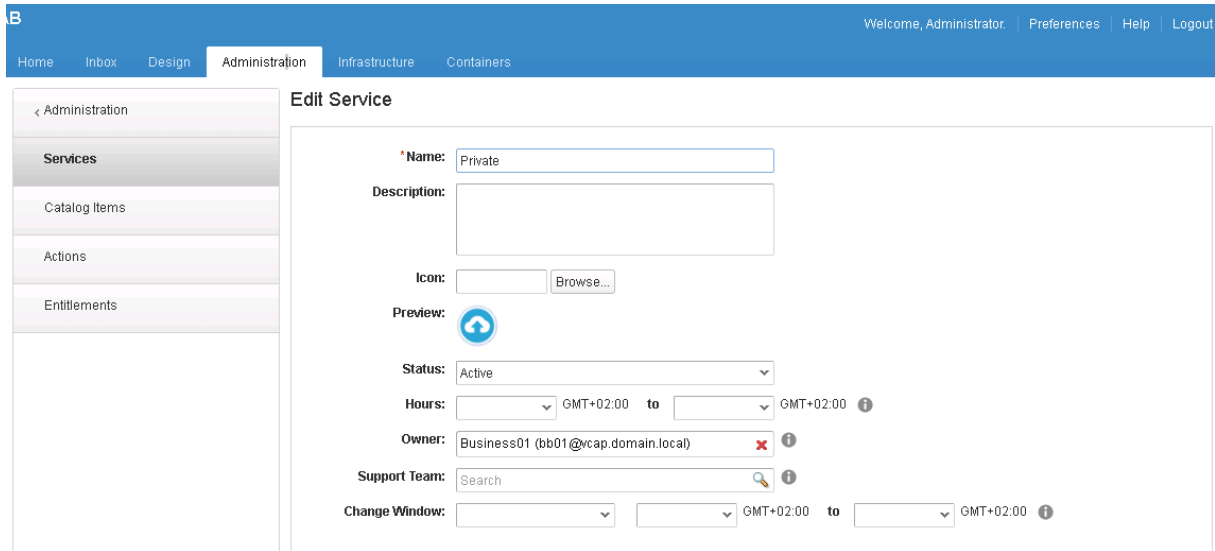 AB
Welcome, Administrator. Preferences Help Logout
Home Inbox Design Administration Infrastructure Containers
< Administration
Services
Catalog Items
Actions
Entitlements
Edit Service
*Name: Private
Description:
Icon: Browse...
Preview:
Status: Active
Hours: GMT+02:00 to GMT+02:00
Owner: Business01 (bb01@vcap.domain.local)
Support Team: Search
Change Window: GMT+02:00 to GMT+02:00